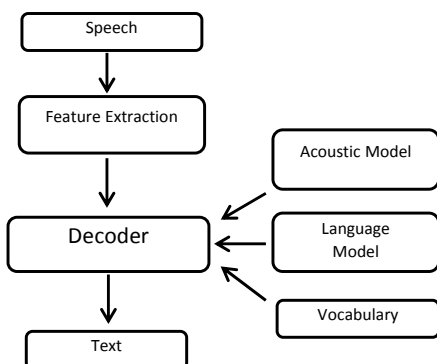 Speech
Feature Extraction
Acoustic Model
Decoder
Language
Model
Vocabulary
Text